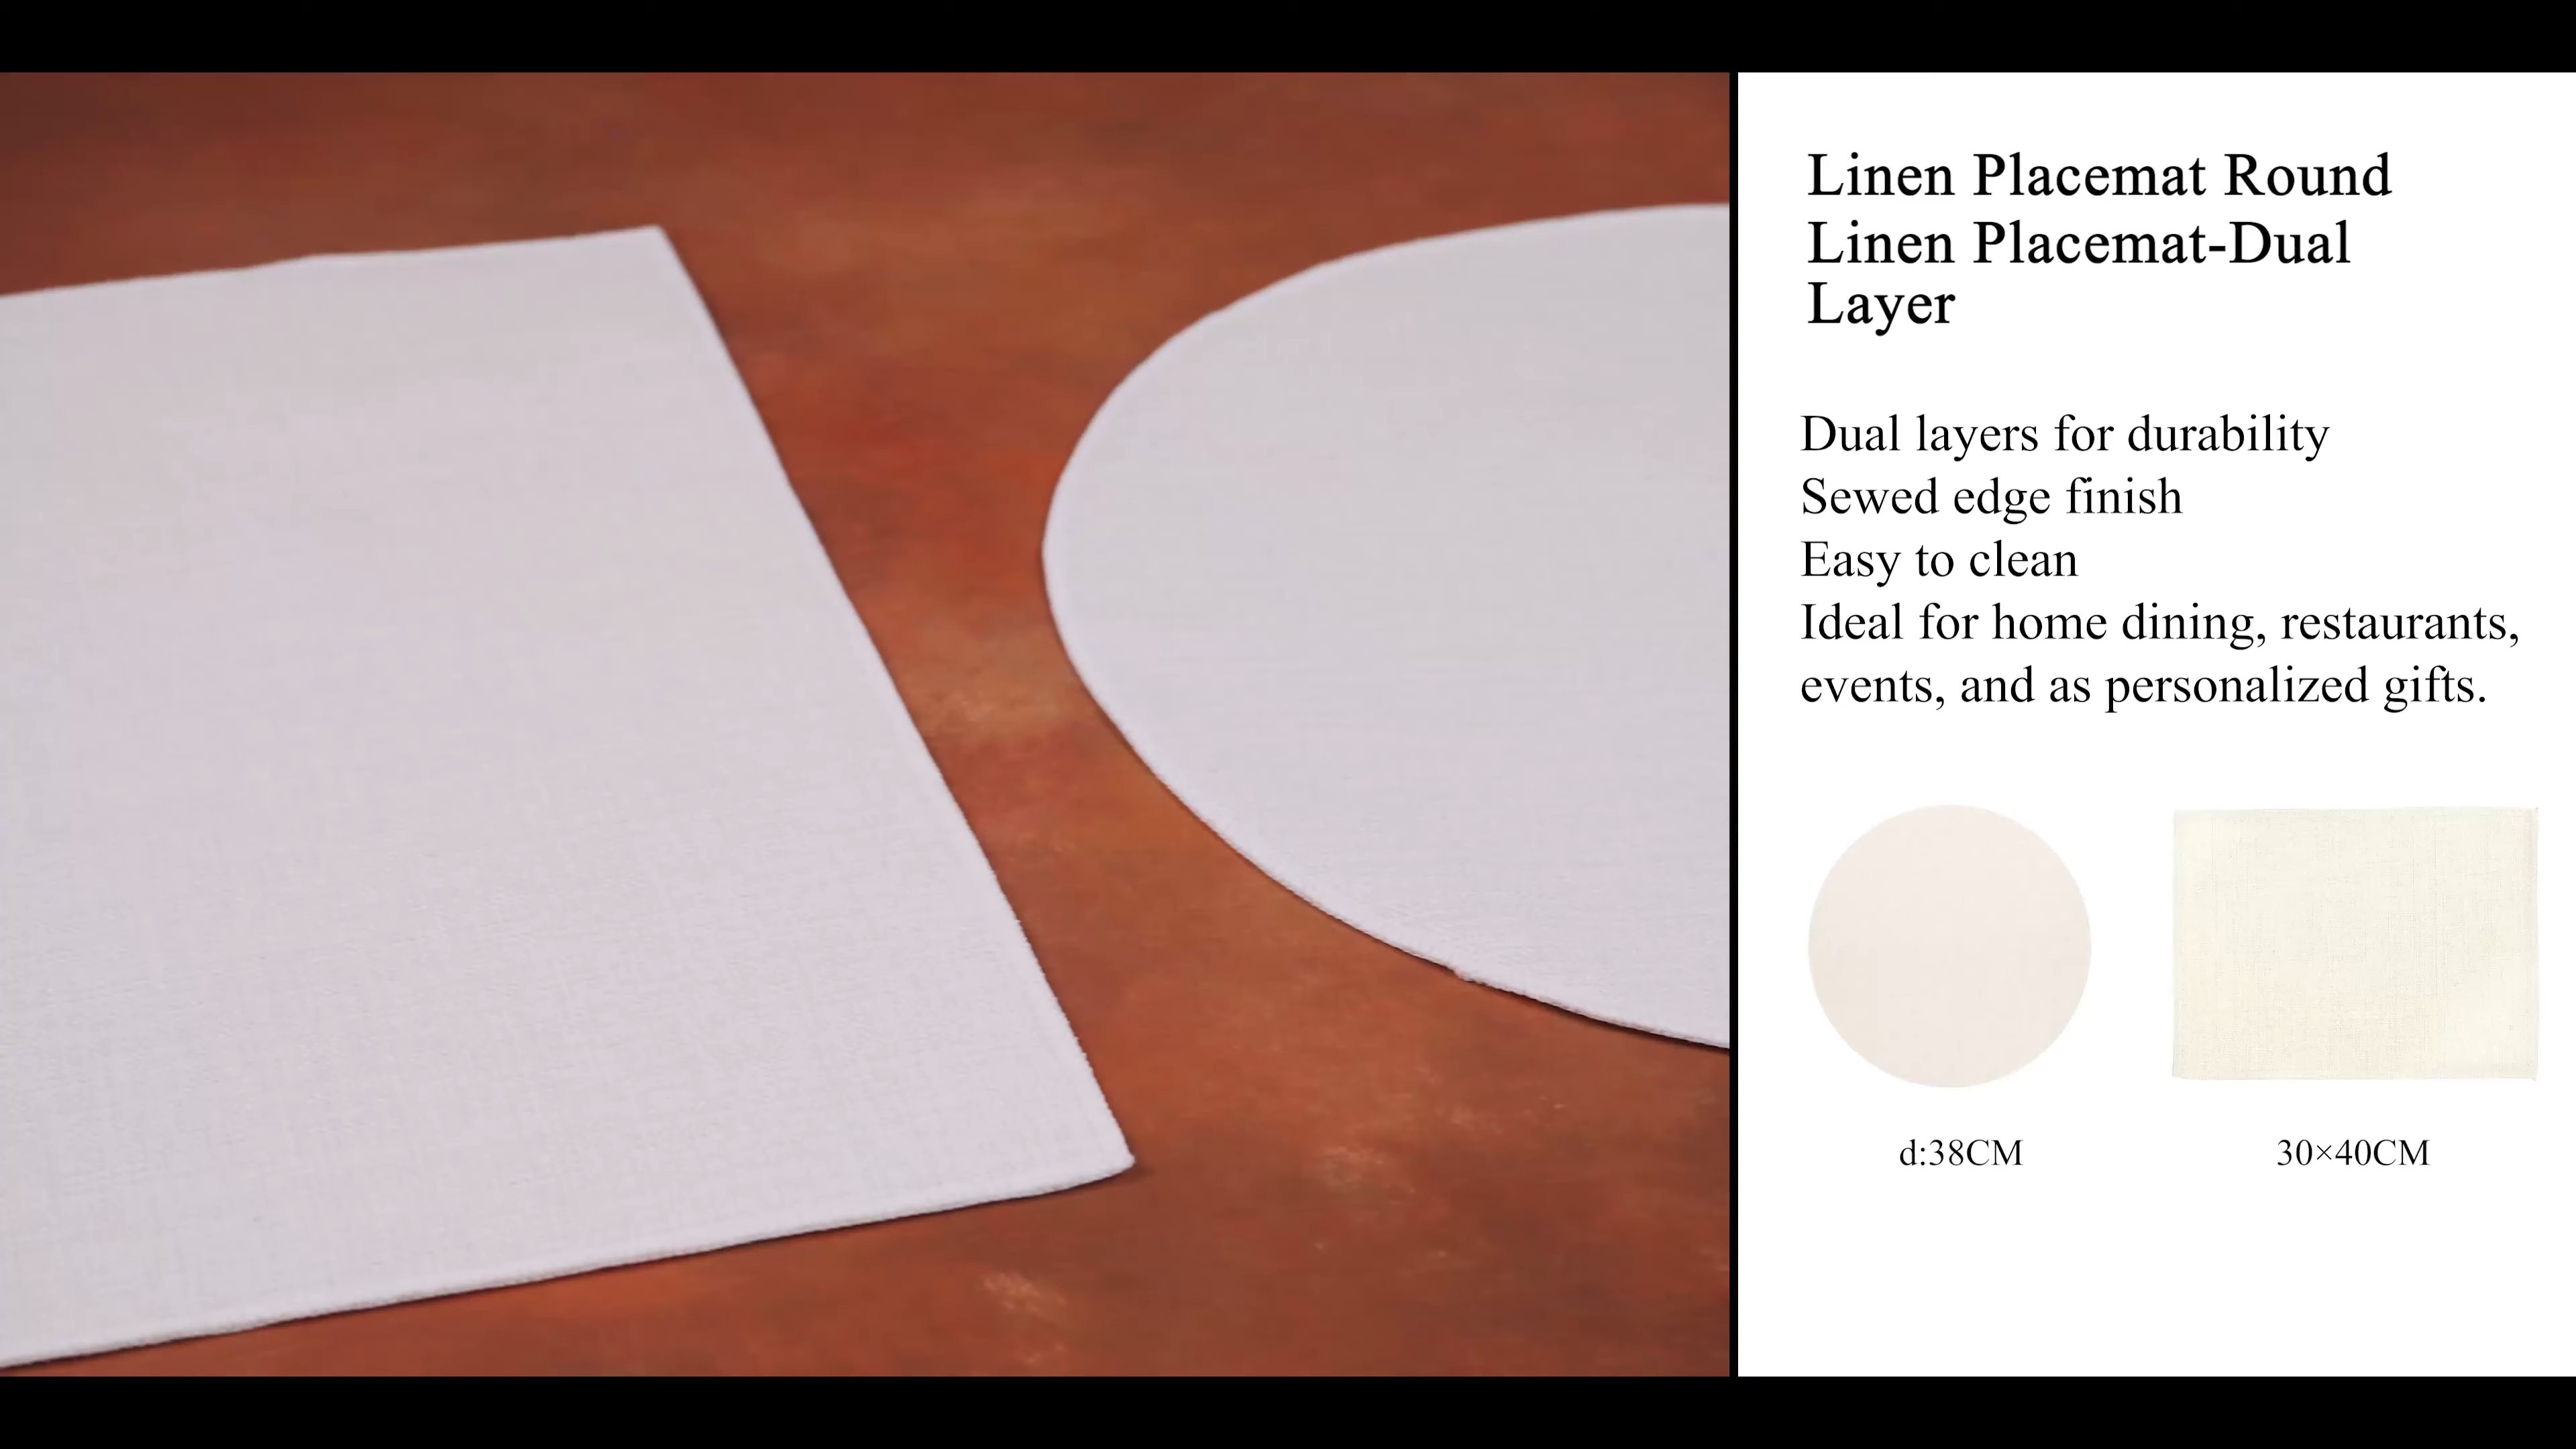 Linen Placemat Round
Linen Placemat-Dual
Layer
Dual layers for durability
Sewed edge finish
Easy to clean
Ideal for home dining, restaurants,
events, and as personalized gifts.
d:38CM
30×40CM